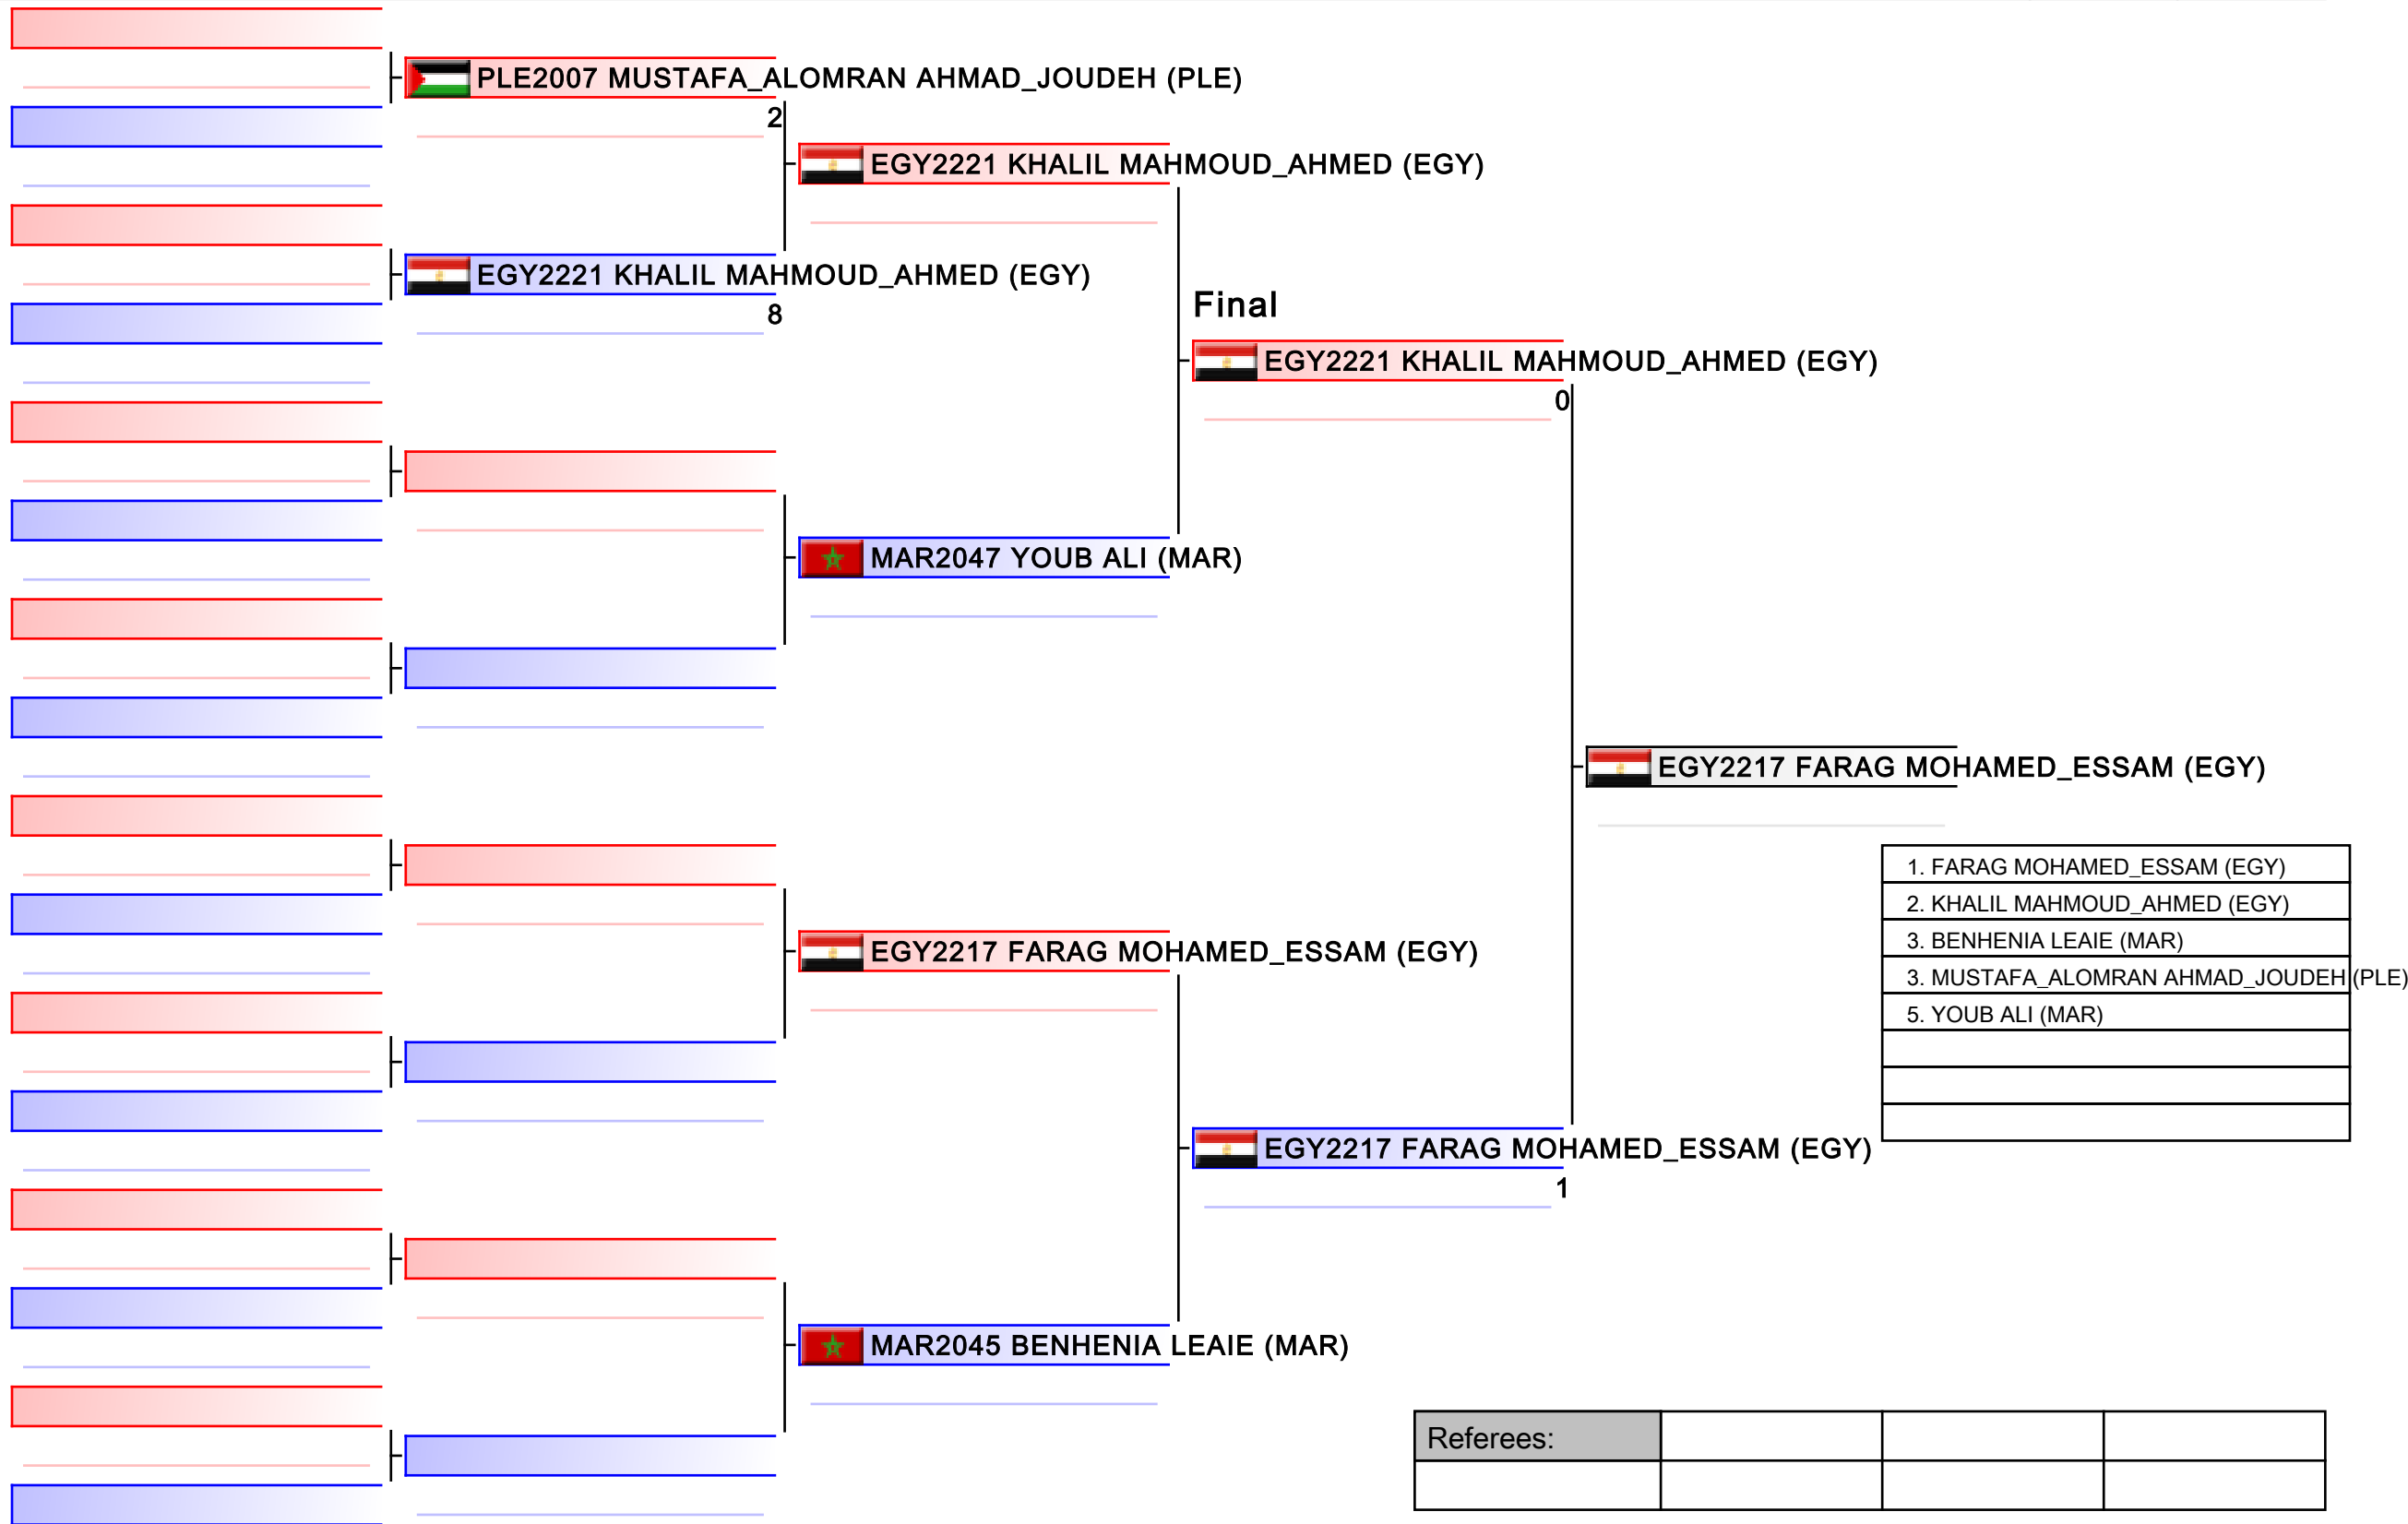 PLE2007 MUSTAFA_ALOMRAN AHMAD_JOUDEH (PLE)
2
EGY2221 KHALIL MAHMOUD_AHMED (EGY)
EGY2221 KHALIL MAHMOUD_AHMED (EGY)
8
Final
EGY2221 KHALIL MAHMOUD_AHMED (EGY)
0
MAR2047 YOUB ALI (MAR)
EGY2217 FARAG MOHAMED_ESSAM (EGY)
1. FARAG MOHAMED_ESSAM (EGY)
2. KHALIL MAHMOUD_AHMED (EGY)
3. BENHENIA LEAIE (MAR)
3. MUSTAFA_ALOMRAN AHMAD_JOUDEH (PLE)
5. YOUB ALI (MAR)
EGY2217 FARAG MOHAMED_ESSAM (EGY)
EGY2217 FARAG MOHAMED_ESSAM (EGY)
1
MAR2045 BENHENIA LEAIE (MAR)
Referees: